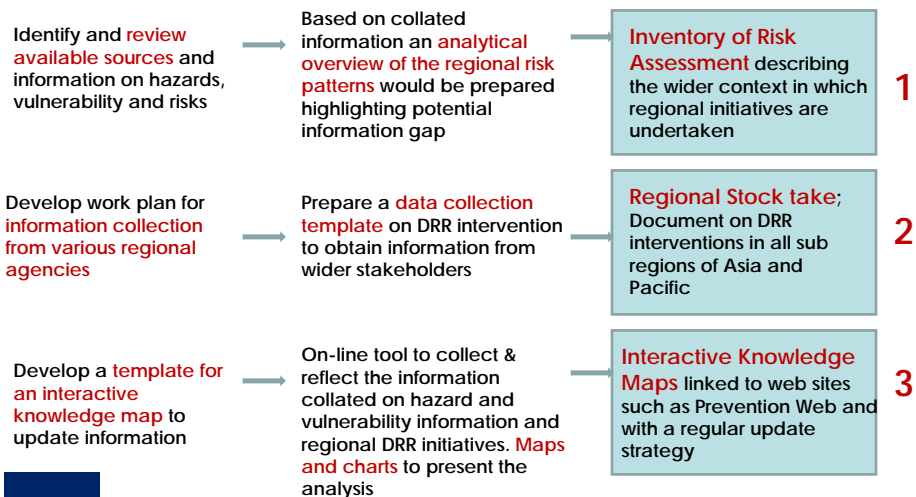 Identify and review
available sources and
information on hazards,
vulnerability and risks
Based on collated
information an analytical
overview of the regional risk
patterns would be prepared
highlighting potential
information gap
Inventory of Risk
Assessment describing
the wider context in which
regional initiatives are
undertaken
1
Develop work plan for
information collection
from various regional
agencies
Prepare a data collection
template on DRR intervention
to obtain information from
wider stakeholders
Regional Stock take;
Document on DRR
interventions in all sub
regions of Asia and
Pacific
2
Develop a template for
an interactive
knowledge map to
update information
On-line tool to collect &
reflect the information
collated on hazard and
vulnerability information and
regional DRR initiatives. Maps
and charts to present the
analysis
Interactive Knowledge
Maps linked to web sites
such as Prevention Web and
with a regular update
strategy
3